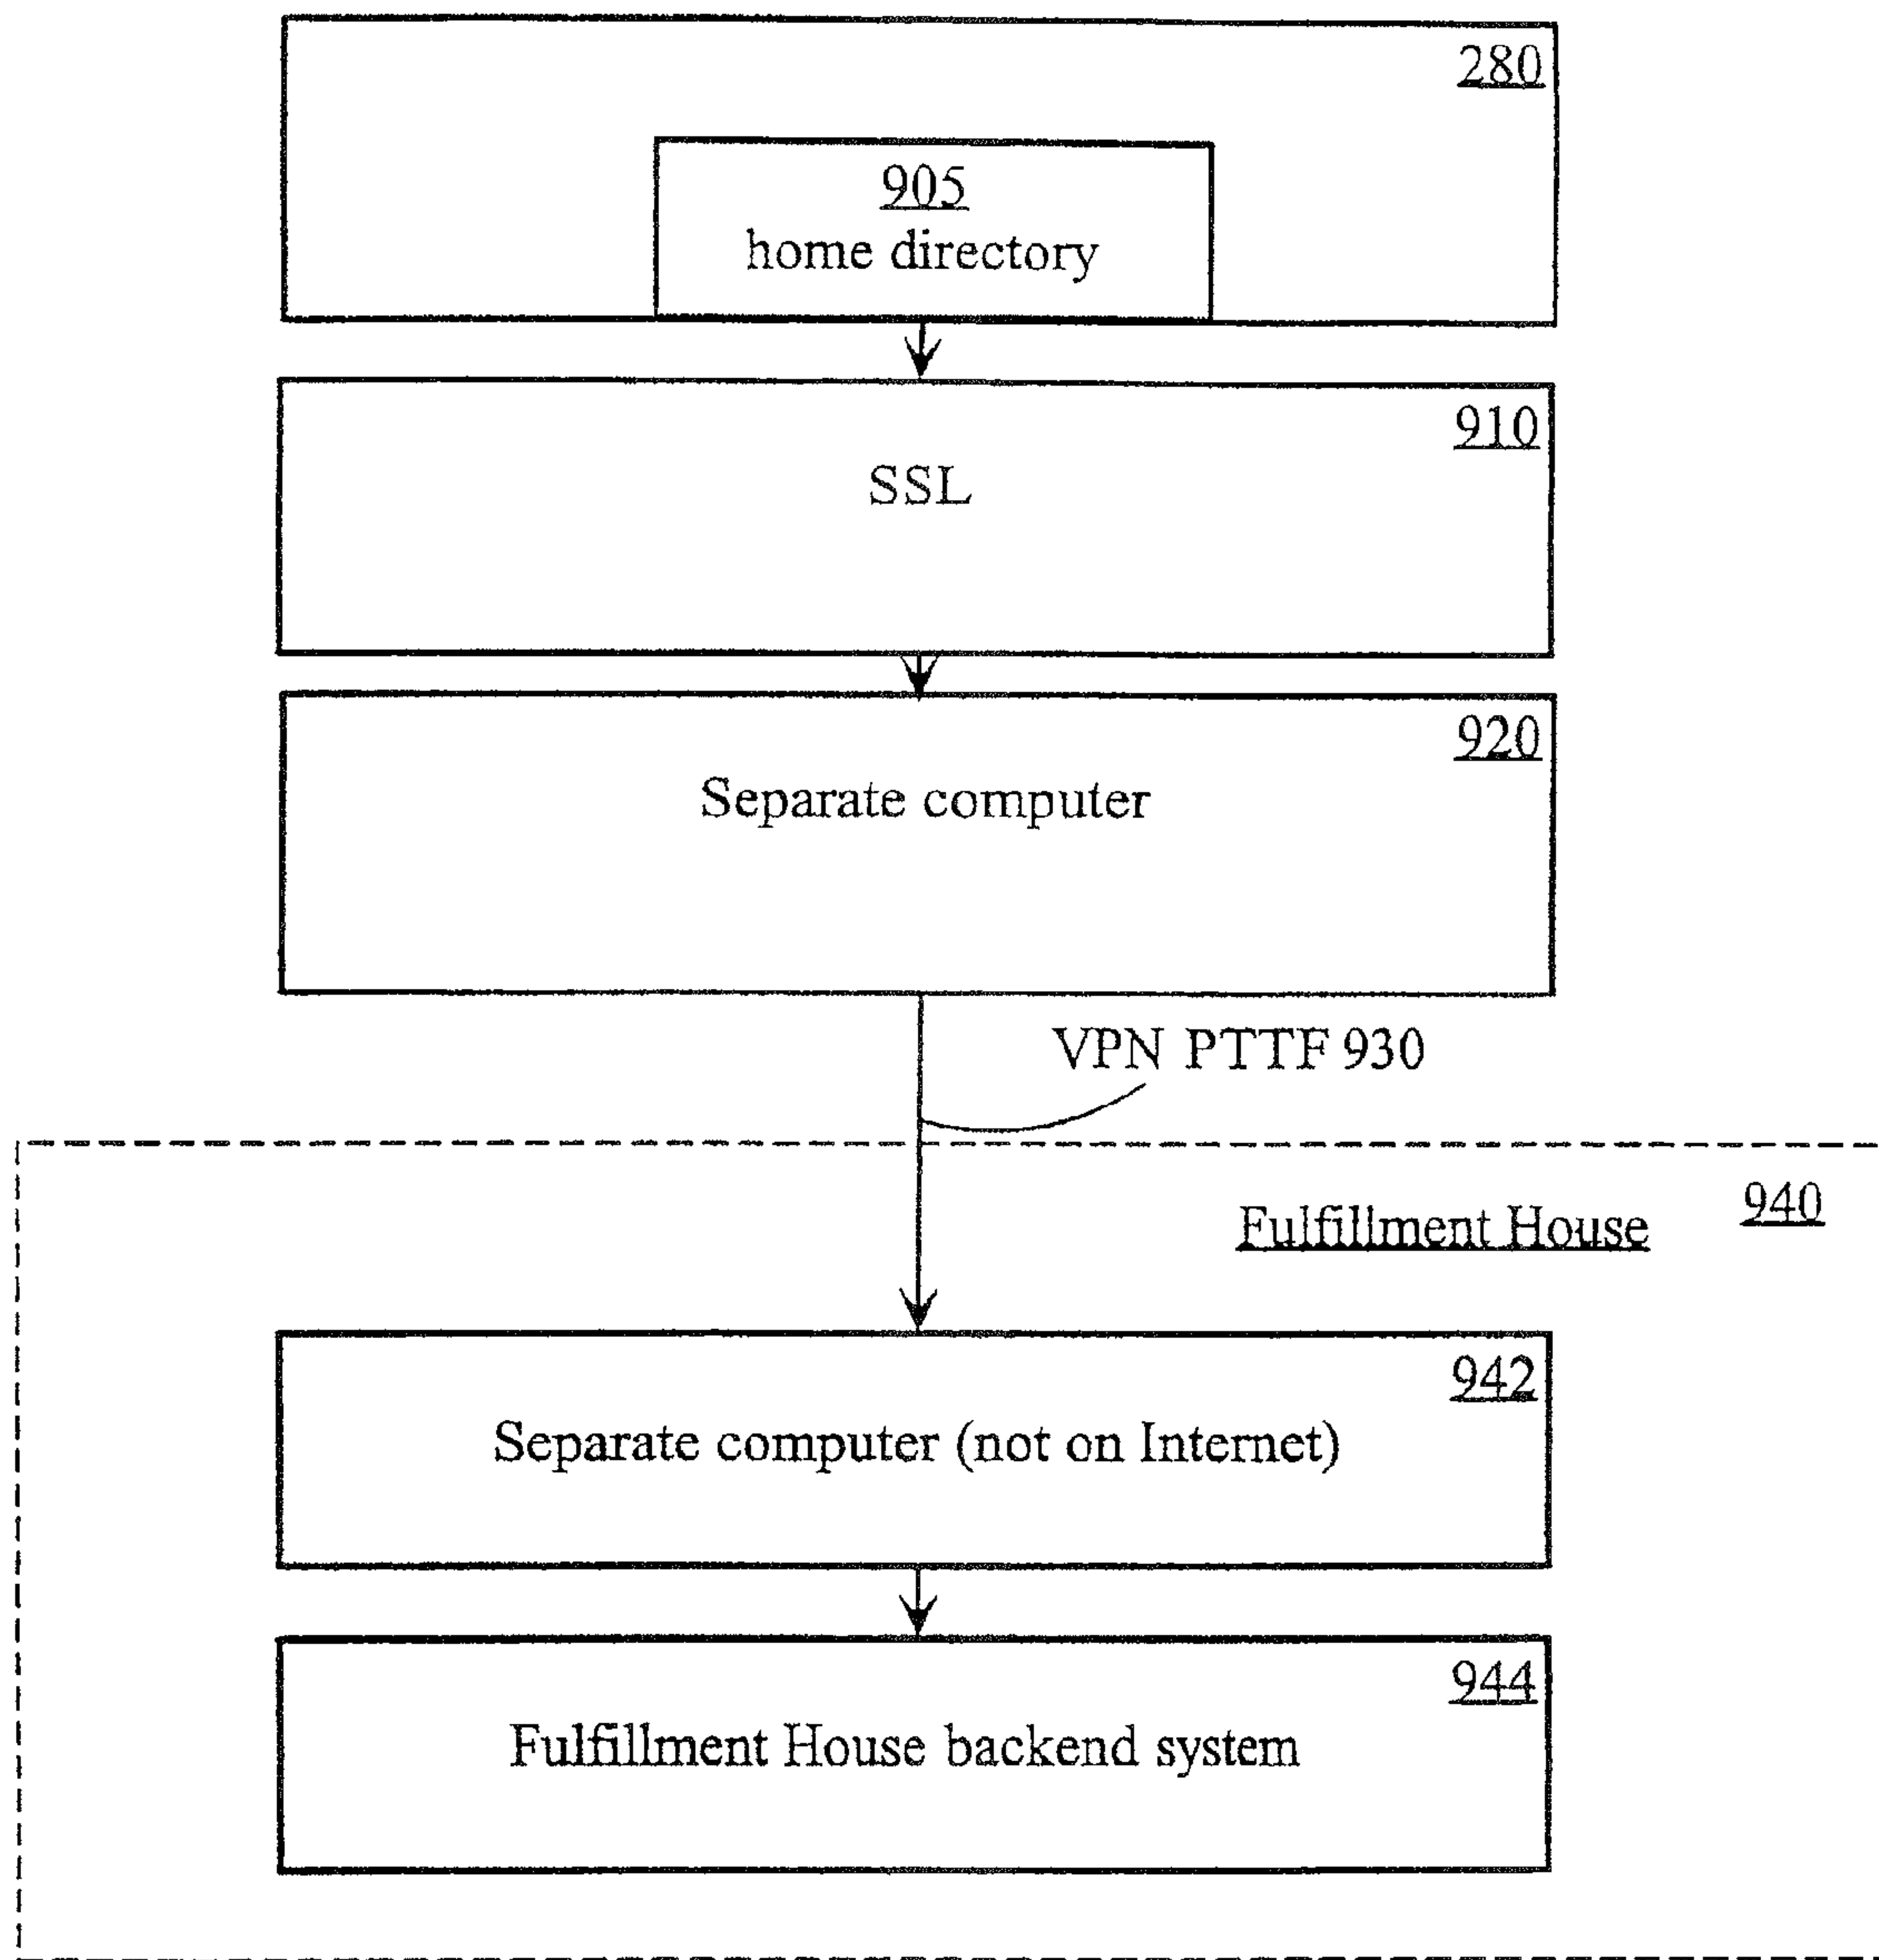 280
905
home directory
910
SSL
920
Separate computer
VPN PTTF 930
940
Fulfillment House
942
Separate computer (not on Internet)
944
Fulfillment House backend system